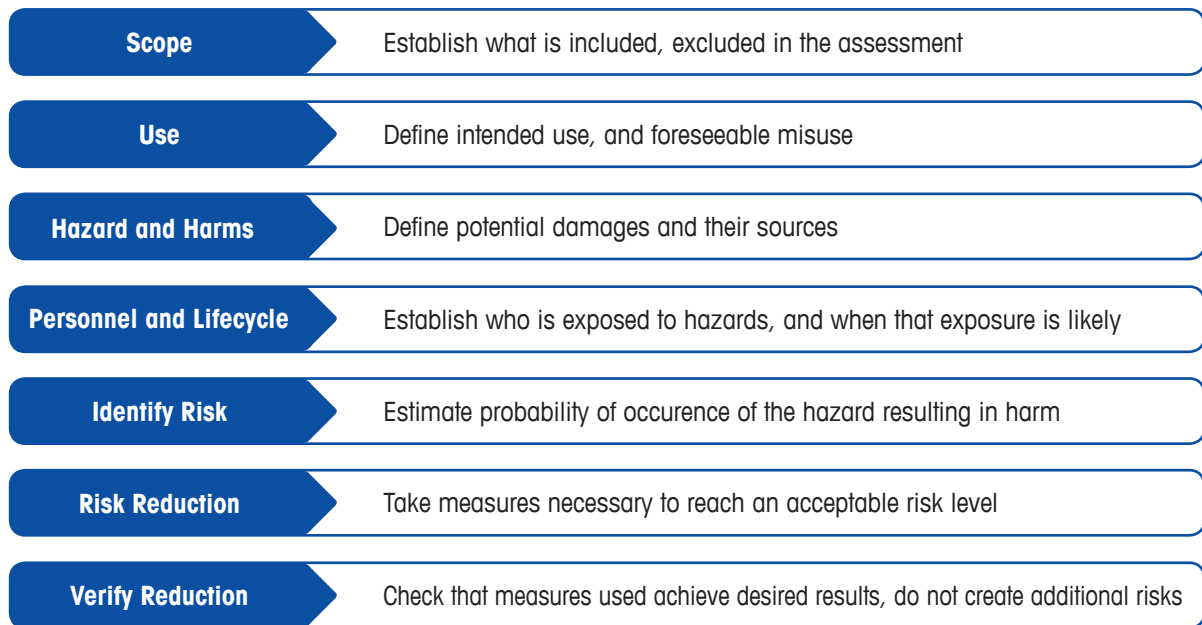 Scope
Establish what is included, excluded in the assessment
Use
Define intended use, and foreseeable misuse
Hazard and Harms
Define potential damages and their sources
Personnel and Lifecycle
Establish who is exposed to hazards, and when that exposure is likely
Identify Risk
Estimate probability of occurence of the hazard resulting in harm
Risk Reduction
Take measures necessary to reach an acceptable risk level
Verify Reduction
Check that measures used achieve desired results, do not create additional risks